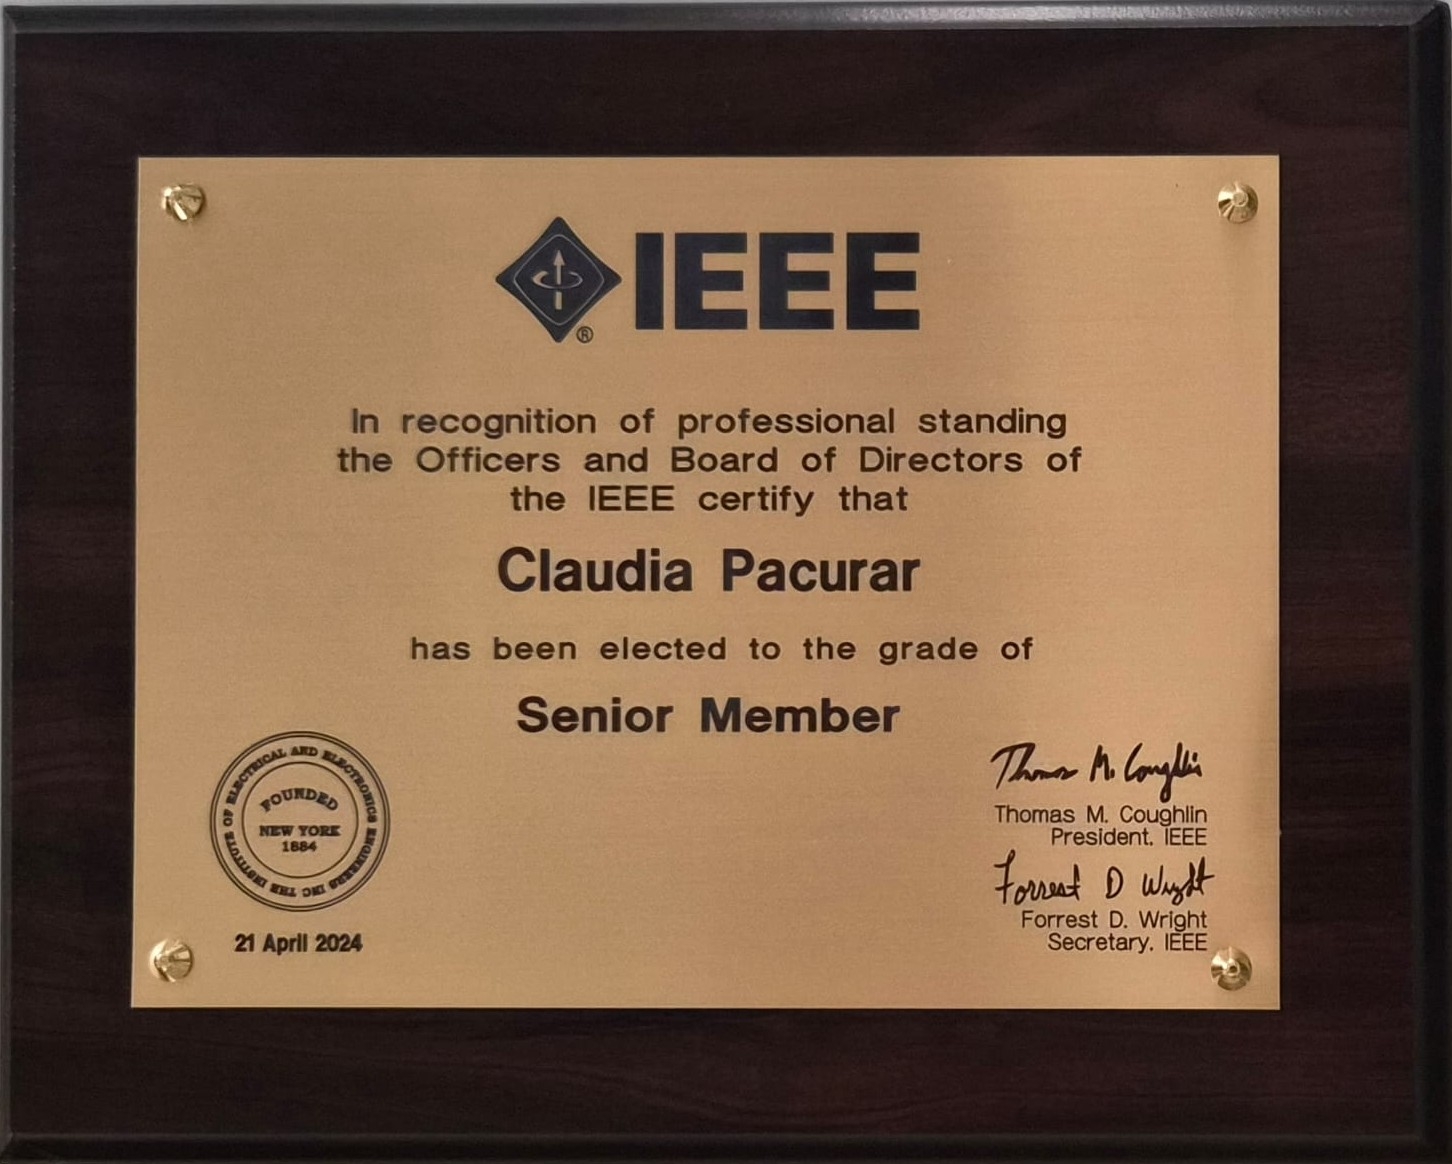 IEEE
®
In recognition of professional standing
the Officers and Board of Directors of
the IEEE certify that
Claudia Pacurar
has been elected to the grade of
Senior Member
THE INSTITUTE OF ELECTRICAL AND ELECTRONICS ENGINEERS INC
FOUNDED
NEW YORK
1884
21 April 2024
Thomas M. Coughlin
Thomas M. Coughlin
President, IEEE
Forrest D Wright
Forrest D. Wright
Secretary, IEEE